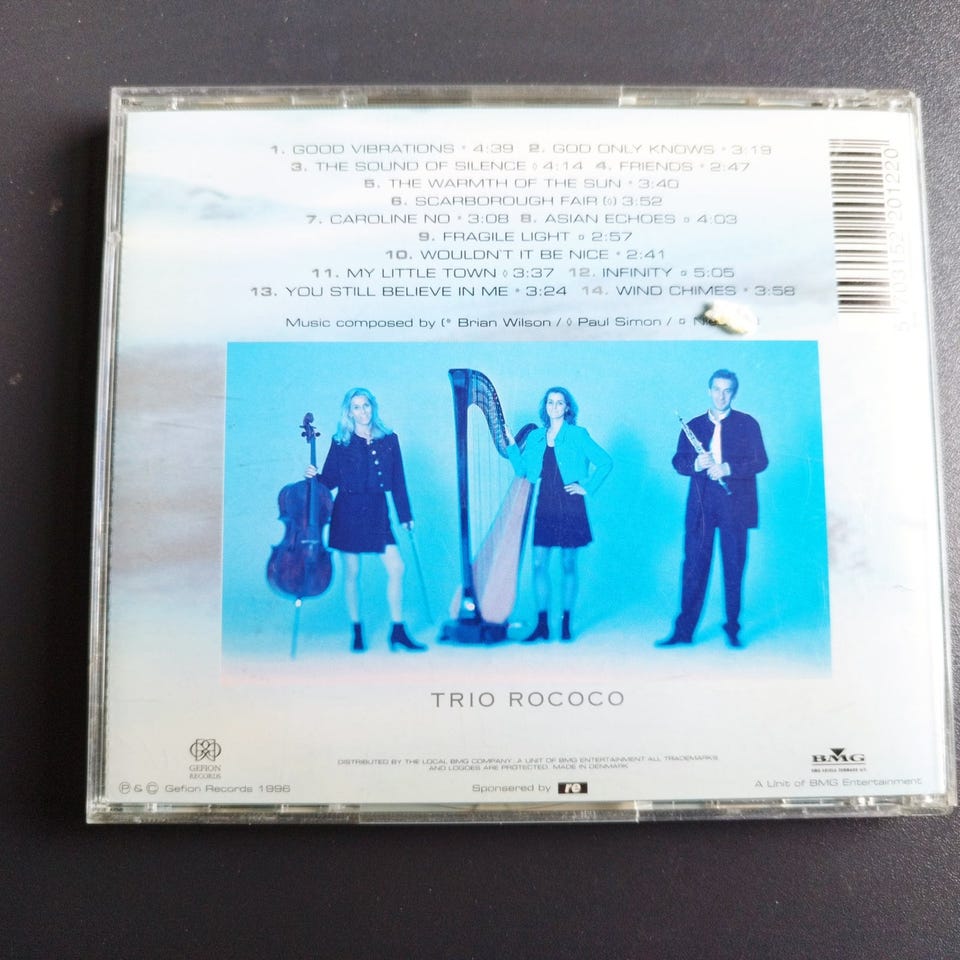 1. GOOD VIBRATIONS * 4:39 2. GOD ONLY KNOWS * 3:19
3. THE SOUND OF SILENCE ◊ 4:14 4. FRIENDS * 2:47
5. THE WARMTH OF THE SUN * 3:40
6. SCARBOROUGH FAIR (◊) 3:52
7. CAROLINE NO * 3:08 8. ASIAN ECHOES ¤ 4:03
9. FRAGILE LIGHT ¤ 2:57
10. WOULDN'T IT BE NICE * 2:41
11. MY LITTLE TOWN ◊ 3:37 12. INFINITY ¤ 5:05
13. YOU STILL BELIEVE IN ME * 3:24 14. WIND CHIMES * 3:58
Music composed by (* Brian Wilson / ◊ Paul Simon / ¤
5 703152 201220
TRIO ROCOCO
GEFION
RECORDS
DISTRIBUTED BY THE LOCAL BMG COMPANY. A UNIT OF BMG ENTERTAINMENT ALL TRADEMARKS
AND LOGOES ARE PROTECTED. MADE IN DENMARK
BMG
℗ & © Gefion Records 1996
Sponsered by re
A Unit of BMG Entertainment